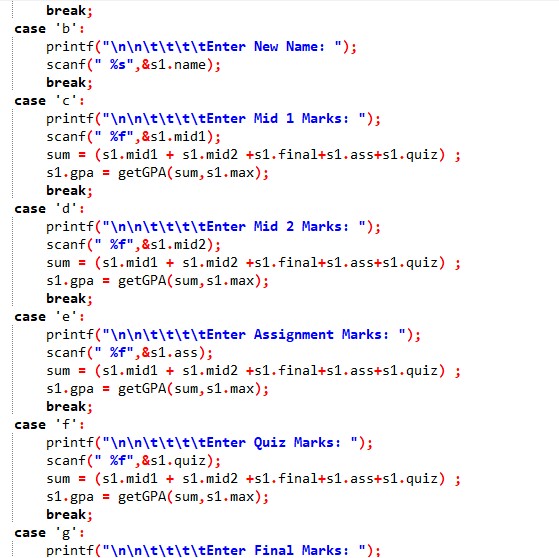 break;
case 'b':
printf("\n\n\t\t\t\tEnter New Name: ");
scanf(" %s",&s1.name);
break;
case 'c':
printf("\n\n\t\t\t\tEnter Mid 1 Marks: ");
scanf(" %f",&s1.mid1);
sum = (s1.mid1 + s1.mid2 +s1.final+s1.ass+s1.quiz) ;
s1.gpa = getGPA(sum,s1.max);
break;
case 'd':
printf("\n\n\t\t\t\tEnter Mid 2 Marks: ");
scanf(" %f",&s1.mid2);
sum = (s1.mid1 + s1.mid2 +s1.final+s1.ass+s1.quiz) ;
s1.gpa = getGPA(sum,s1.max);
break;
case 'e':
printf("\n\n\t\t\t\tEnter Assignment Marks: ");
scanf(" %f",&s1.ass);
sum = (s1.mid1 + s1.mid2 +s1.final+s1.ass+s1.quiz) ;
s1.gpa = getGPA(sum,s1.max);
break;
case 'f':
printf("\n\n\t\t\t\tEnter Quiz Marks: ");
scanf(" %f",&s1.quiz);
sum = (s1.mid1 + s1.mid2 +s1.final+s1.ass+s1.quiz) ;
s1.gpa = getGPA(sum,s1.max);
break;
case 'g':
printf("\n\n\t\t\t\tEnter Final Marks: ");